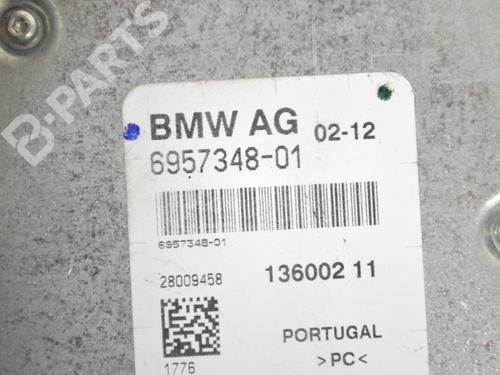 B-PARTS
BMW AG 02-12
6957348-01
6957348-01
28009458 136002 11
PORTUGAL
1776 >PC<